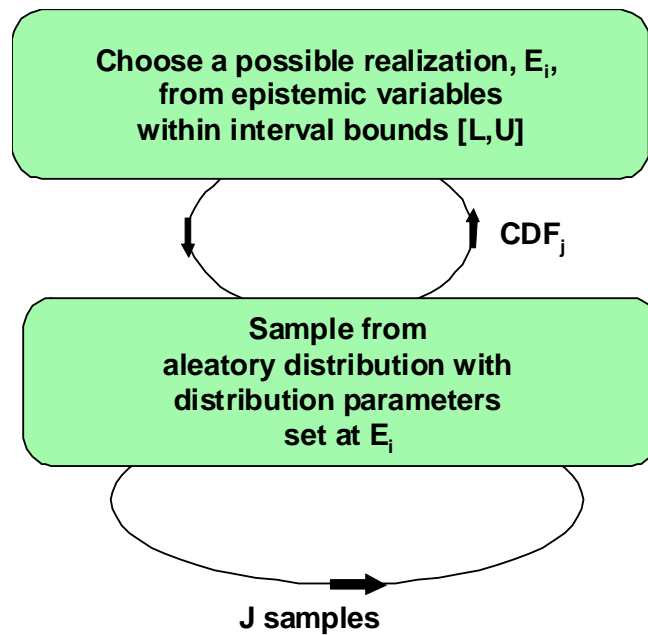 Choose a possible realization, Ei,
from epistemic variables
within interval bounds [L,U]
CDFj
Sample from
aleatory distribution with
distribution parameters
set at Ei
J samples